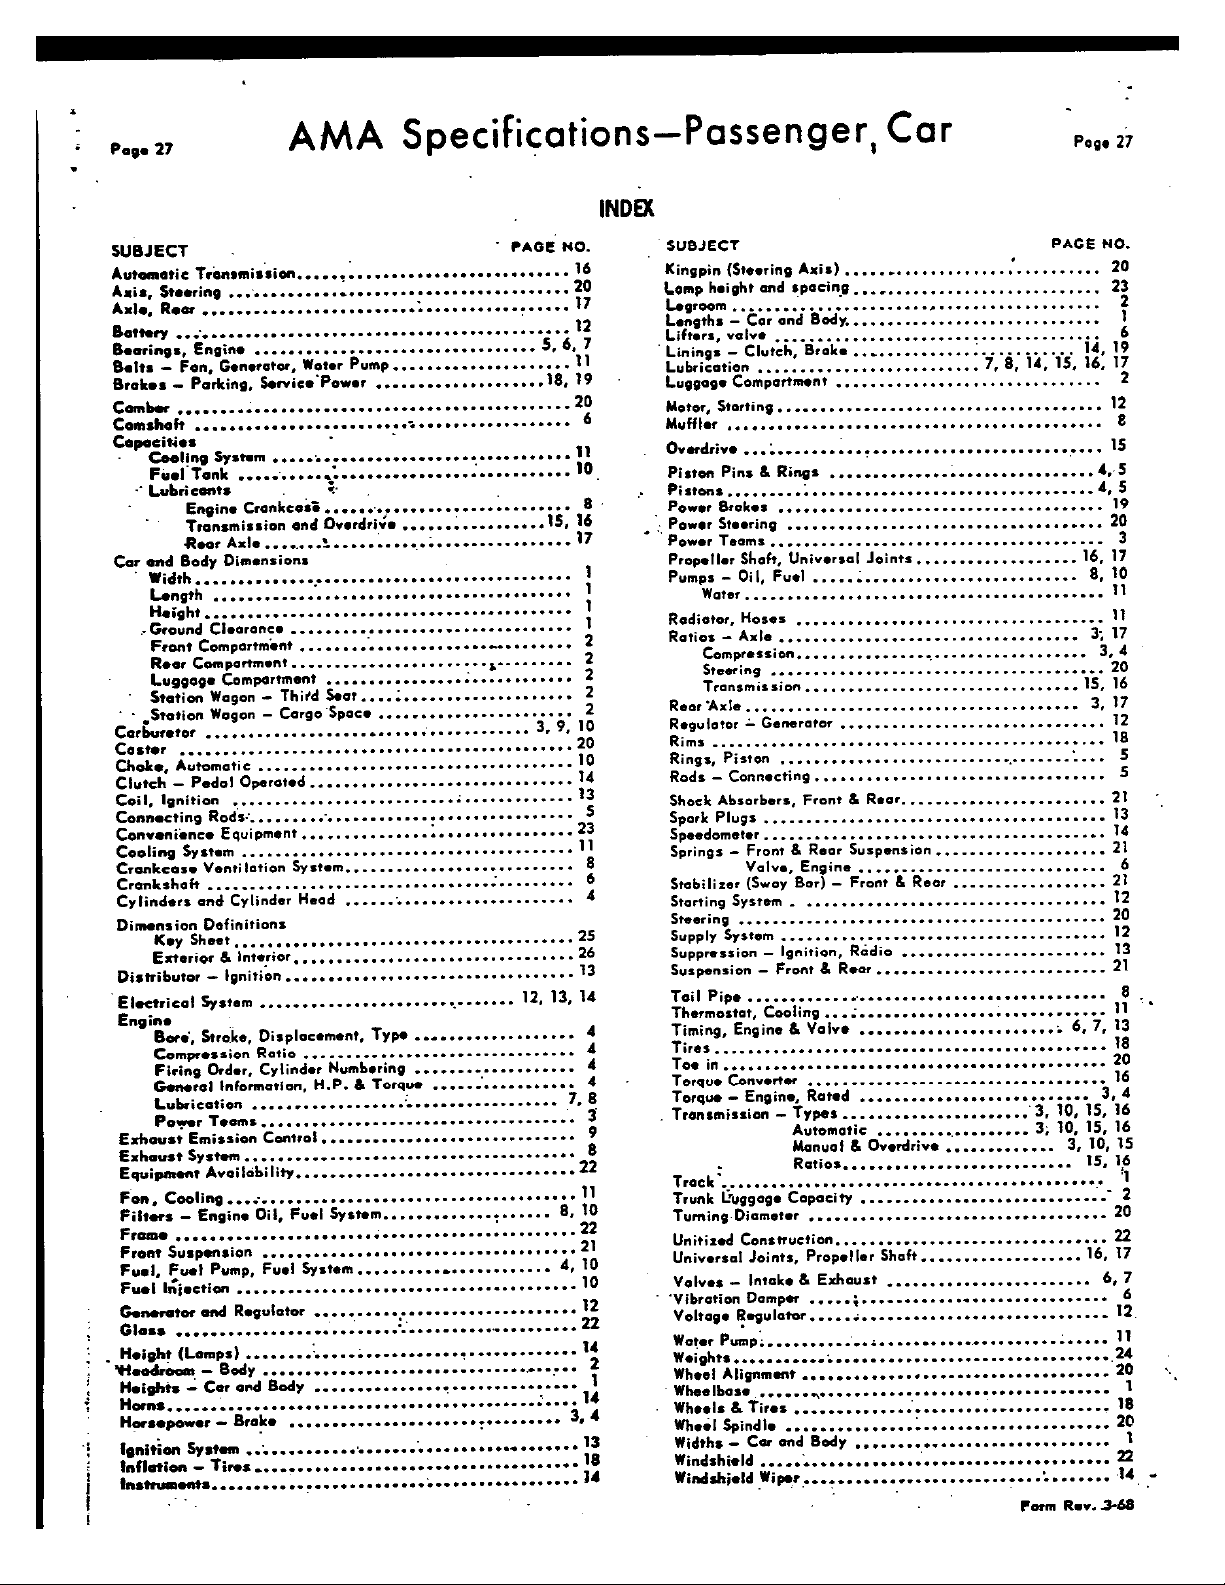 Page 27
AMA Specifications—Passenger Car
Page 27
INDEX
SUBJECT PAGE NO.
Automatic Transmission 16
Axis, Steering 20
Axle, Rear 17
Battery 12
Bearings, Engine 5, 6, 7
Belts – Fan, Generator, Water Pump 11
Brakes – Parking, Service Power 18, 19
Camber 20
Camshaft 6
Capacities
Cooling System 11
Fuel Tank 10
Lubricants
Engine Crankcase 8
Transmission and Overdrive 15, 16
Rear Axle 17
Car and Body Dimensions
Width 1
Length 1
Height 1
Ground Clearance 1
Front Compartment 2
Rear Compartment 2
Luggage Compartment 2
Station Wagon – Third Seat 2
Station Wagon – Cargo Space 2
Carburetor 3, 9, 10
Caster 20
Choke, Automatic 10
Clutch – Pedal Operated 14
Coil, Ignition 13
Connecting Rods 5
Convenience Equipment 23
Cooling System 11
Crankcase Ventilation System 8
Crankshaft 6
Cylinders and Cylinder Head 4
Dimension Definitions
Key Sheet 25
Exterior & Interior 26
Distributor – Ignition 13
Electrical System 12, 13, 14
Engine
Bore, Stroke, Displacement, Type 4
Compression Ratio 4
Firing Order, Cylinder Numbering 4
General Information, H.P. & Torque 4
Lubrication 7, 8
Power Teams 3
Exhaust Emission Control 9
Exhaust System 8
Equipment Availability 22
Fan, Cooling 11
Filters – Engine Oil, Fuel System 8, 10
Frame 22
Front Suspension 21
Fuel, Fuel Pump, Fuel System 4, 10
Fuel Injection 10
Generator and Regulator 12
Glass 22
Height (Lamps) 14
Headroom – Body 2
Heights – Car and Body 1
Horns 14
Horsepower – Brake 3, 4
Ignition System 13
Inflation – Tires 18
Instruments 14
SUBJECT PAGE NO.
Kingpin (Steering Axis) 20
Lamp height and spacing 23
Legroom 2
Lengths – Car and Body 1
Lifters, valve 6
Linings – Clutch, Brake 14, 19
Lubrication 7, 8, 14, 15, 16, 17
Luggage Compartment 2
Motor, Starting 12
Muffler 8
Overdrive 15
Piston Pins & Rings 4, 5
Pistons 4, 5
Power Brakes 19
Power Steering 20
Power Teams 3
Propeller Shaft, Universal Joints 16, 17
Pumps – Oil, Fuel 8, 10
Water 11
Radiator, Hoses 11
Ratios – Axle 3, 17
Compression 3, 4
Steering 20
Transmission 15, 16
Rear Axle 3, 17
Regulator – Generator 12
Rims 18
Rings, Piston 5
Rods – Connecting 5
Shock Absorbers, Front & Rear 21
Spark Plugs 13
Speedometer 14
Springs – Front & Rear Suspension 21
Valve, Engine 6
Stabilizer (Sway Bar) – Front & Rear 21
Starting System 12
Steering 20
Supply System 12
Suppression – Ignition, Radio 13
Suspension – Front & Rear 21
Tail Pipe 8
Thermostat, Cooling 11
Timing, Engine & Valve 6, 7, 13
Tires 18
Toe in 20
Torque Converter 16
Torque – Engine, Rated 3, 4
Transmission – Types 3, 10, 15, 16
Automatic 3, 10, 15, 16
Manual & Overdrive 3, 10, 15
Ratios 15, 16
Track 1
Trunk Luggage Capacity 2
Turning Diameter 20
Unitized Construction 22
Universal Joints, Propeller Shaft 16, 17
Valves – Intake & Exhaust 6, 7
Vibration Damper 6
Voltage Regulator 12
Water Pump 11
Weights 24
Wheel Alignment 20
Wheelbase 1
Wheels & Tires 18
Wheel Spindle 20
Widths – Car and Body 1
Windshield 22
Windshield Wiper 14
Form Rev. 3-68